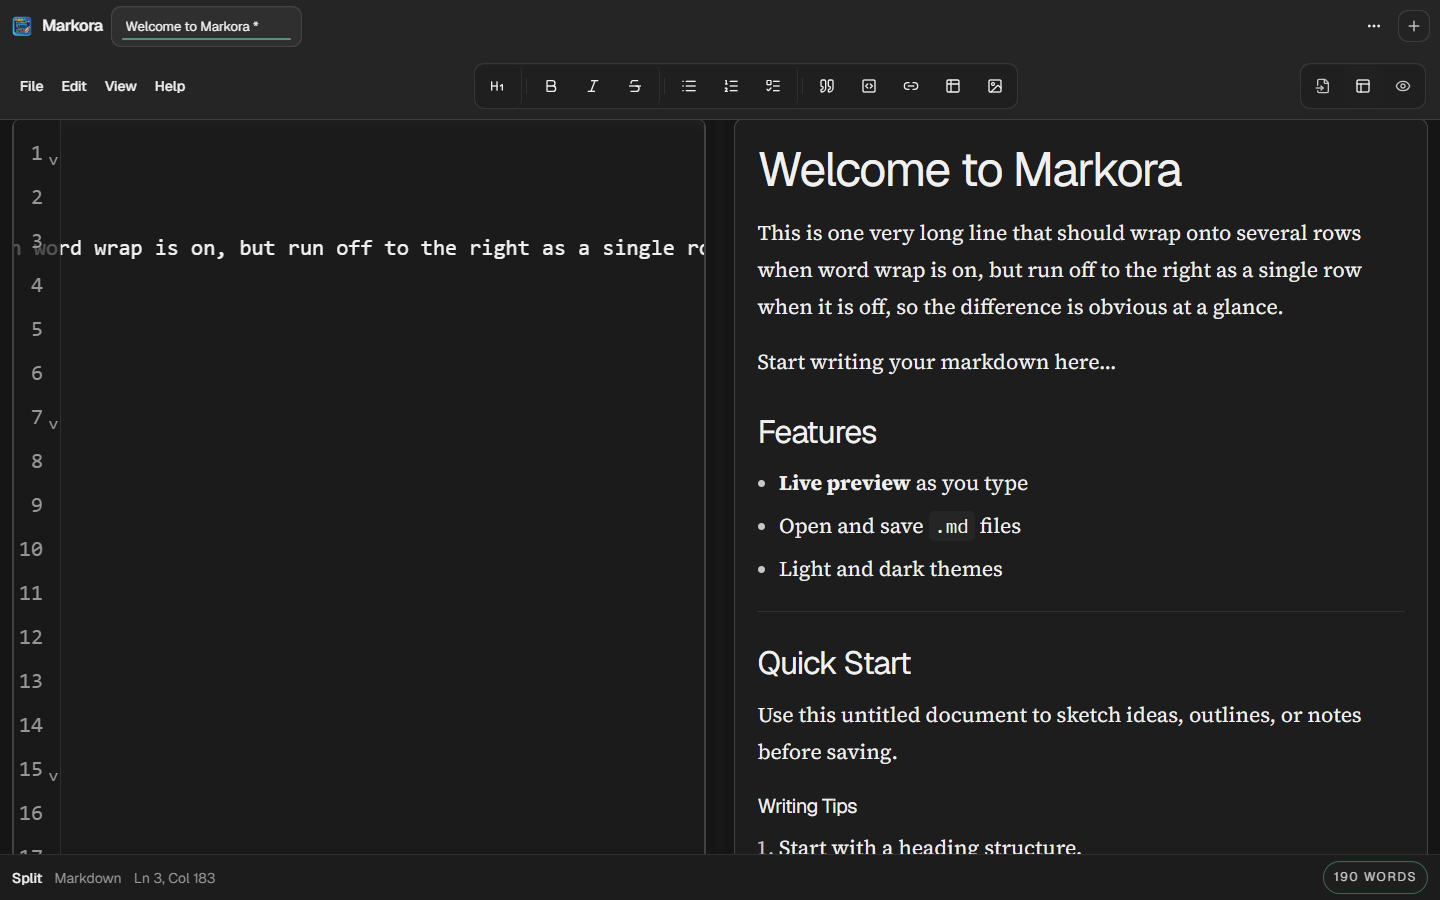 Markora
Welcome to Markora *
File Edit View Help
H1
1
2
3 word wrap is on, but run off to the right as a single
4
5
6
7
8
9
10
11
12
13
14
15
16
17
Welcome to Markora
This is one very long line that should wrap onto several rows
when word wrap is on, but run off to the right as a single row
when it is off, so the difference is obvious at a glance.
Start writing your markdown here...
Features
• Live preview as you type
• Open and save .md files
• Light and dark themes
Quick Start
Use this untitled document to sketch ideas, outlines, or notes
before saving.
Writing Tips
1. Start with a heading structure.
Split Markdown Ln 3, Col 183
190 WORDS